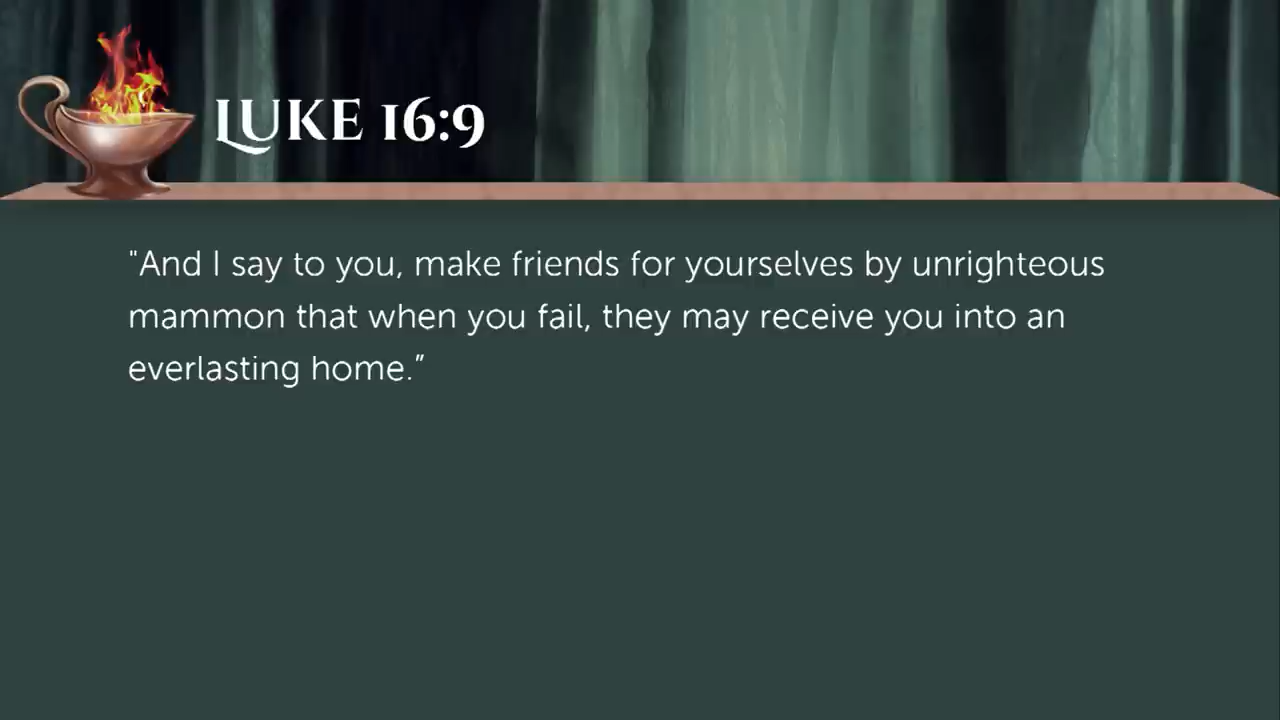 LUKE 16:9
"And I say to you, make friends for yourselves by unrighteous
mammon that when you fail, they may receive you into an
everlasting home.”